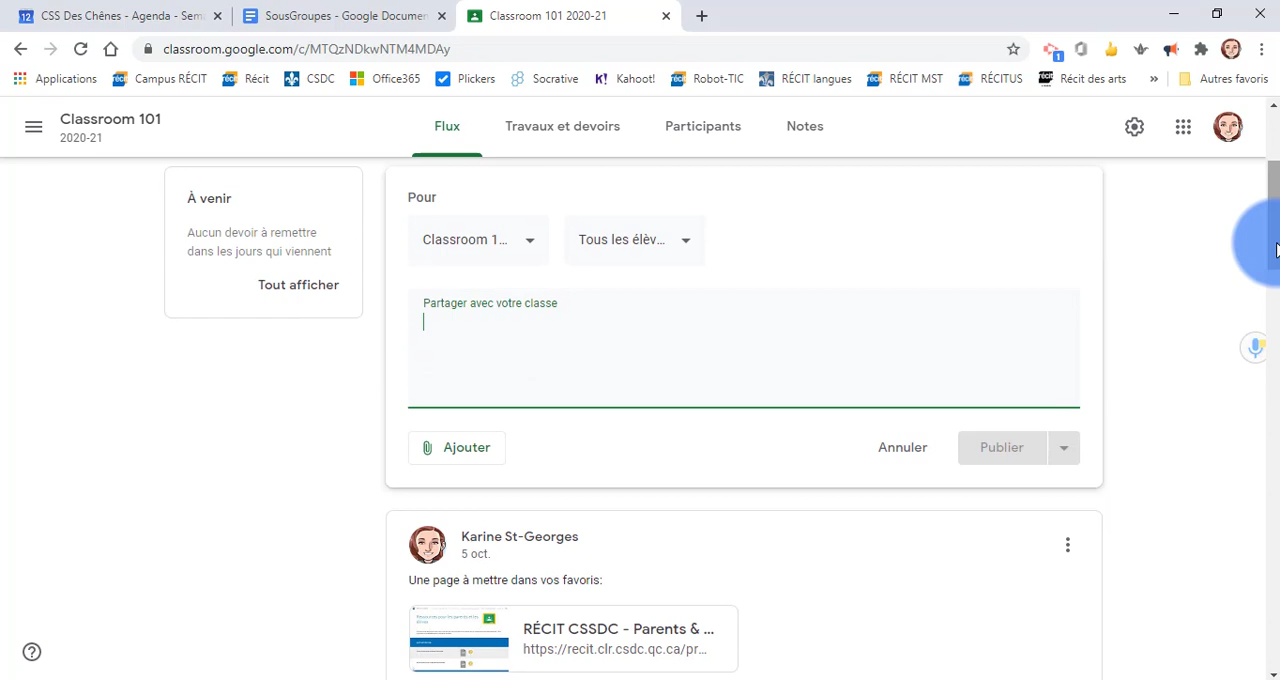 CSS Des Chênes - Agenda - Sem
SousGroupes - Google Documen
Classroom 101 2020-21
classroom.google.com/c/MTQzNDkwNTM4MDAy
1
Applications
Campus RÉCIT
Récit
CSDC
Office365
Plickers
Socrative
Kahoot!
Robot-TIC
RÉCIT langues
RÉCIT MST
RÉCITUS
Récit des arts
»
Autres favoris
Classroom 101
2020-21
Flux
Travaux et devoirs
Participants
Notes
À venir
Aucun devoir à remettre
dans les jours qui viennent
Tout afficher
Pour
Classroom 1...
Tous les élèv...
Partager avec votre classe
Ajouter
Annuler
Publier
Karine St-Georges
5 oct.
Une page à mettre dans vos favoris:
RÉCIT CSSDC - Parents & ...
https://recit.clr.csdc.qc.ca/pr...